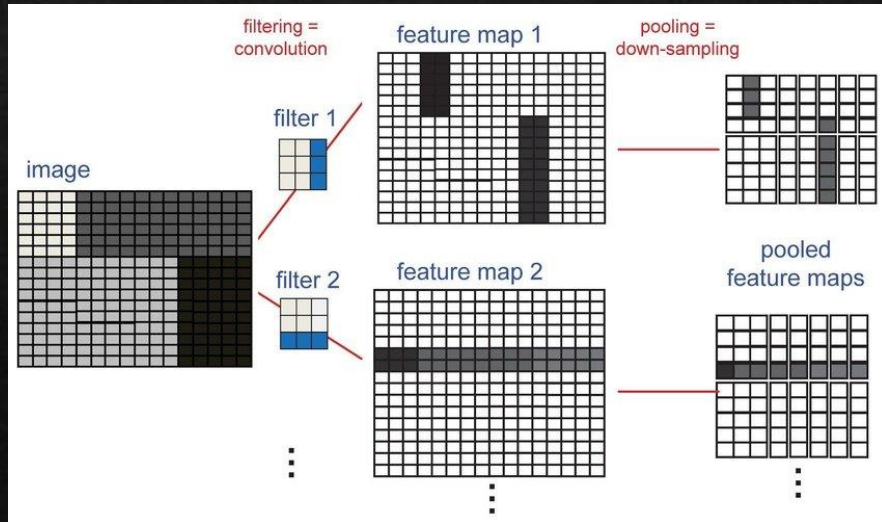 filtering =
convolution
feature map 1
pooling =
down-sampling
filter 1
image
filter 2
feature map 2
pooled
feature maps